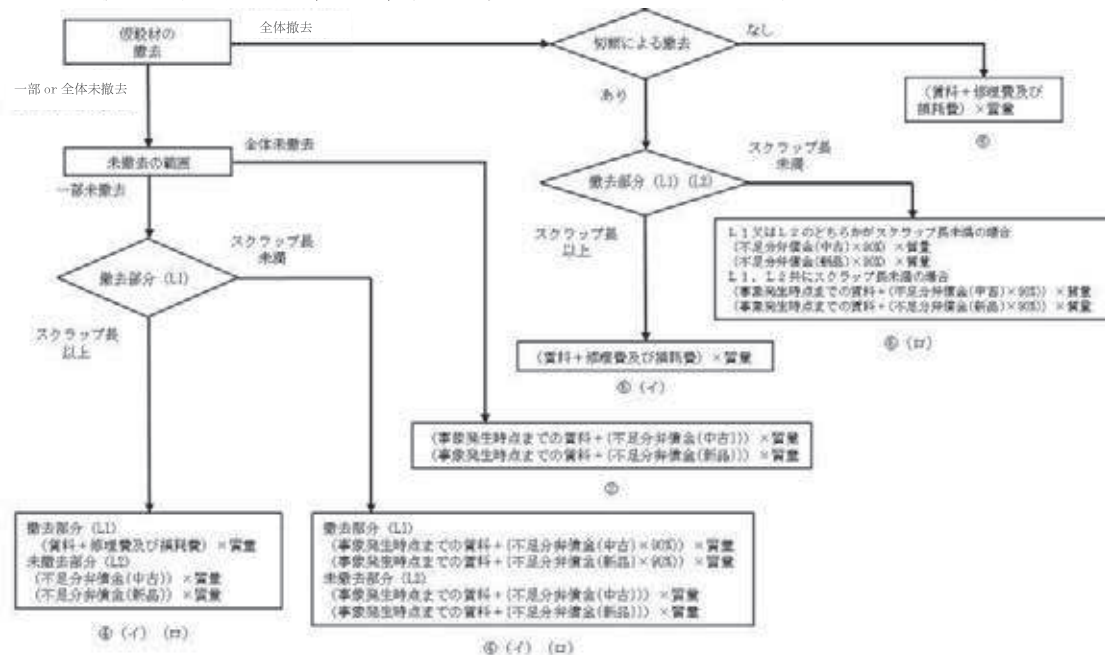 仮設材の
撤去
全体撤去
切断による撤去
なし
(賃料+修理費及び
損耗費) ×質量
一部 or 全体未撤去
あり
未撤去の範囲
全体未撤去
一部未撤去
撤去部分 (L1) (L2)
スクラップ長
未満
スクラップ長
以上
L1又はL2のどちらかがスクラップ長未満の場合
(不足分弁償金(中古)×90%) ×質量
(不足分弁償金(新品)×90%) ×質量
L1、L2共にスクラップ長未満の場合
(事象発生時点までの賃料+(不足分弁償金(中古)×90%)) ×質量
(事象発生時点までの賃料+(不足分弁償金(新品)×90%)) ×質量
(ロ)
(賃料+修理費及び損耗費) ×質量
(イ)
撤去部分 (L1)
スクラップ長
未満
スクラップ長
以上
(事象発生時点までの賃料+(不足分弁償金(中古))) ×質量
(事象発生時点までの賃料+(不足分弁償金(新品))) ×質量
撤去部分 (L1)
(賃料+修理費及び損耗費) ×質量
未撤去部分 (L2)
(不足分弁償金(中古)) ×質量
(不足分弁償金(新品)) ×質量
④ (イ) (ロ)
撤去部分 (L1)
(事象発生時点までの賃料+(不足分弁償金(中古)×90%)) ×質量
(事象発生時点までの賃料+(不足分弁償金(新品)×90%)) ×質量
未撤去部分 (L2)
(事象発生時点までの賃料+(不足分弁償金(中古))) ×質量
(事象発生時点までの賃料+(不足分弁償金(新品))) ×質量
(イ) (ロ)